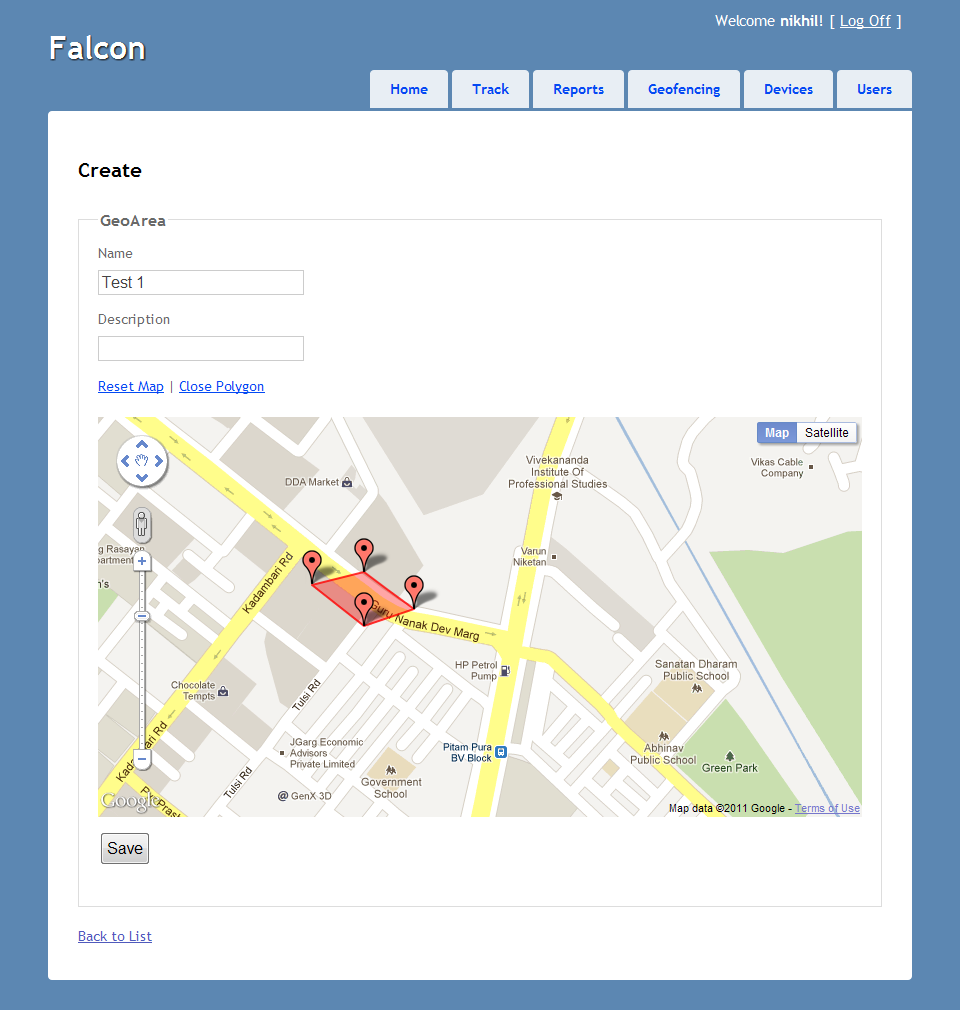 Welcome nikhil! [ Log Off ]
Falcon
Home Track Reports Geofencing Devices Users
Create
GeoArea
Name
Test 1
Description
Reset Map | Close Polygon
Map Satellite
Vivekananda
Institute Of
Professional Studies
Vikas Cable
Company
DDA Market
g Rasayan
partment
n's
Varun
Niketan
Kadambari Rd
Guru Nanak Dev Marg
HP Petrol
Pump
Sanatan Dharam
Public School
Chocolate
Tempts
Tulsi Rd
Kadambari Rd
JGarg Economic
Advisors
Private Limited
Pitam Pura
BV Block
Abhinav
Public School
Green Park
Government
School
Tulsi Rd
@ GenX 3D
Google
Map data ©2011 Google - Terms of Use
Save
Back to List